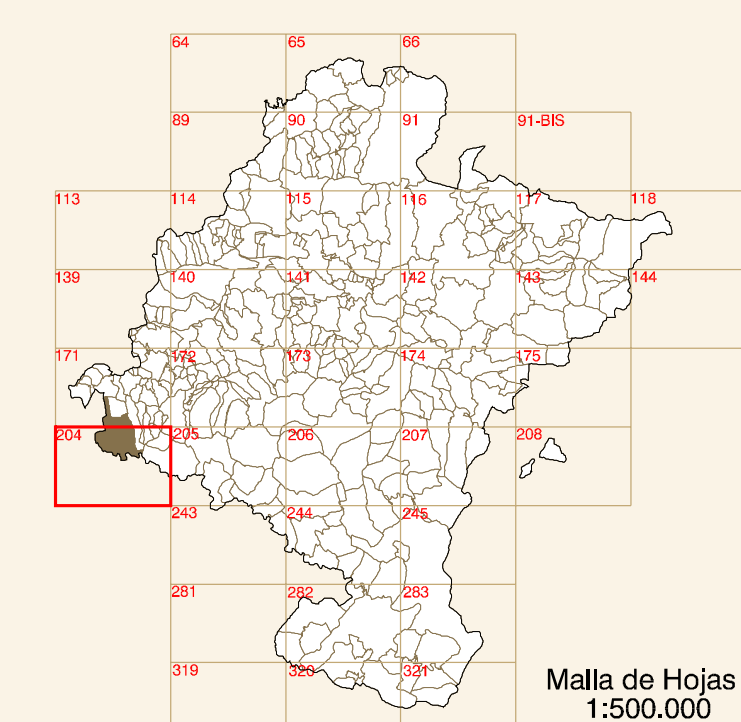 64 65 66
89 90 91 91-BIS
113 114 115 116 117 118
139 140 141 142 143 144
171 172 173 174 175
204 205 206 207 208
243 244 245
281 282 283
319 320 321
Malla de Hojas
1:500.000